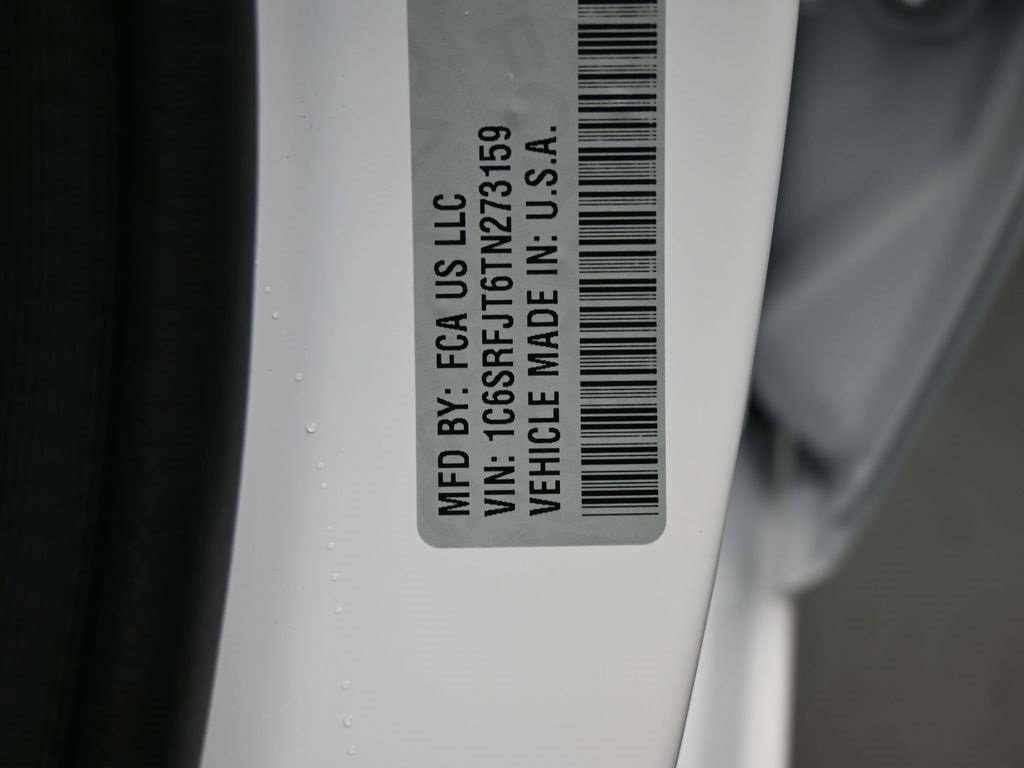 MFD BY: FCA US LLC
VIN: 1C6SRFJT6TN273159
VEHICLE MADE IN: U.S.A.